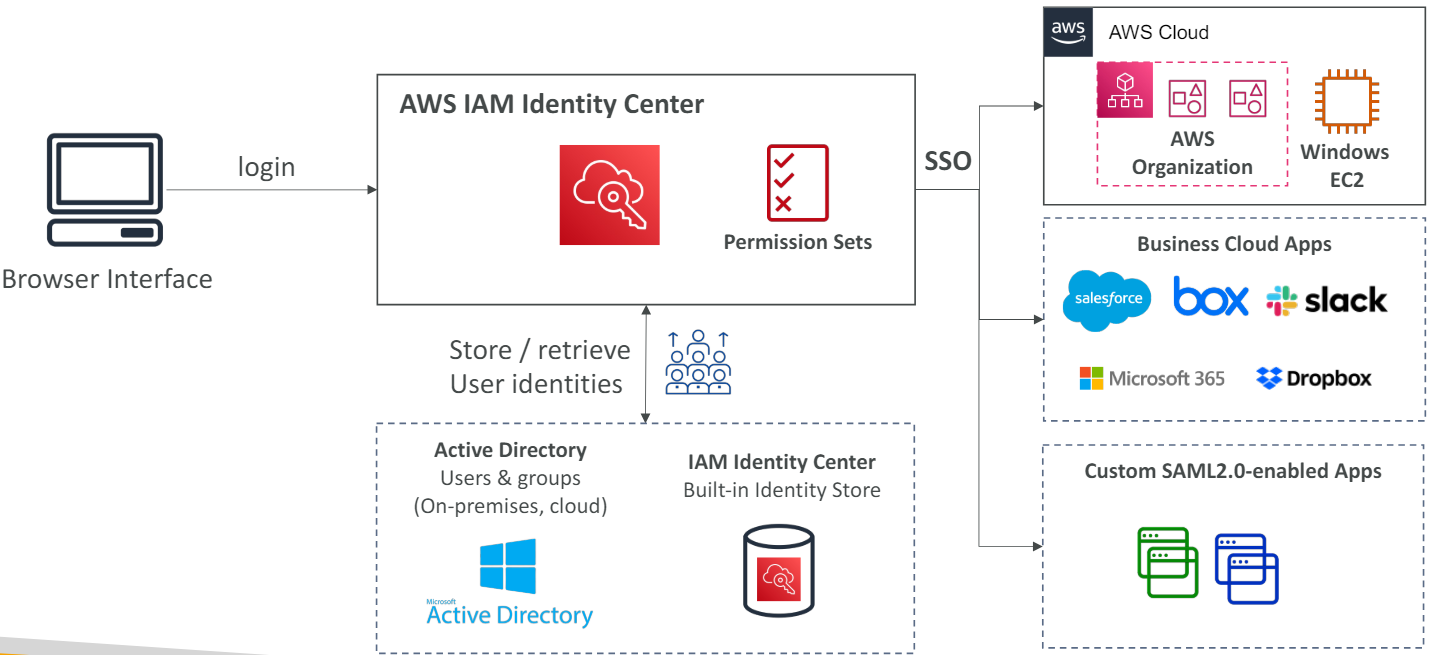 aws
AWS Cloud
AWS
Organization
Windows
EC2
AWS IAM Identity Center
Permission Sets
login
Browser Interface
SSO
Business Cloud Apps
salesforce
box
slack
Microsoft 365
Dropbox
Store / retrieve
User identities
Active Directory
Users & groups
(On-premises, cloud)
Microsoft
Active Directory
IAM Identity Center
Built-in Identity Store
Custom SAML2.0-enabled Apps